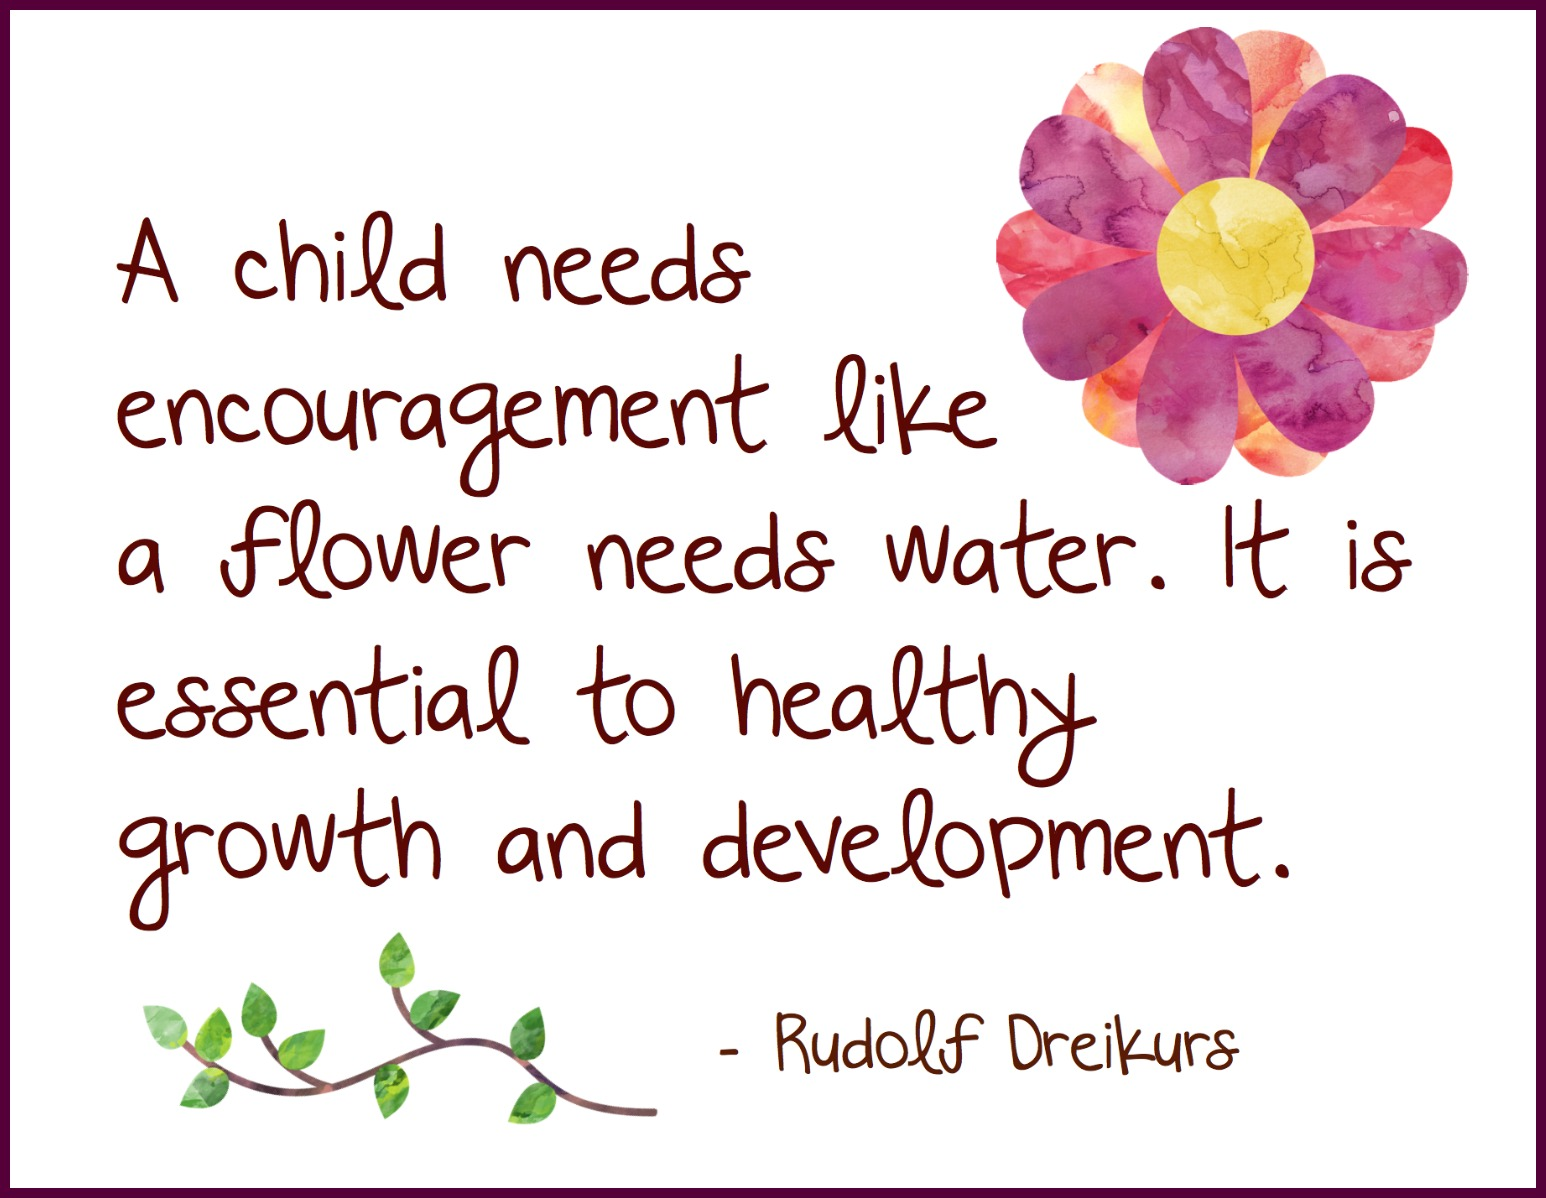 A child needs
encouragement like
a flower needs water. It is
essential to healthy
growth and development.
- Rudolf Dreikurs